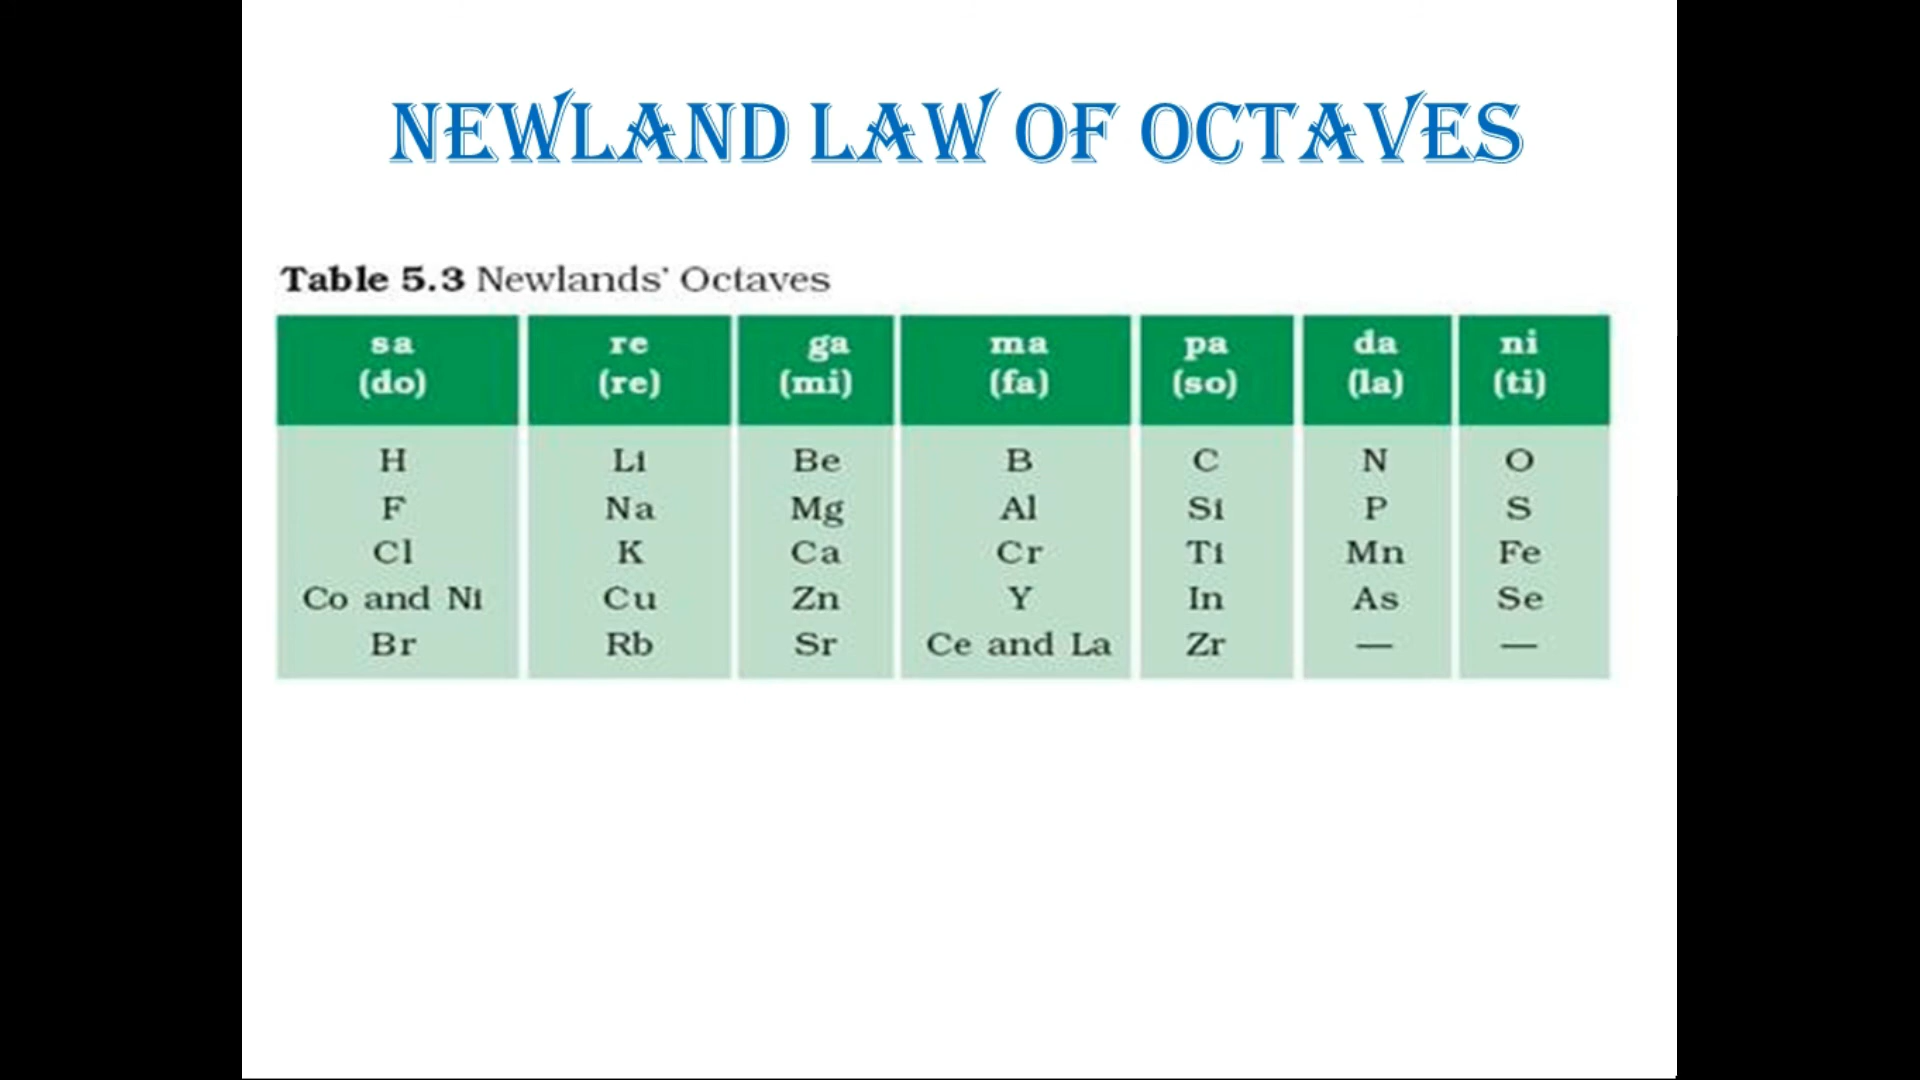 NEWLAND LAW OF OCTAVES
Table 5.3 Newlands' Octaves
sa re ga ma pa da ni
(do) (re) (mi) (fa) (so) (la) (ti)
H Li Be B C N O
F Na Mg Al Si P S
Cl K Ca Cr Ti Mn Fe
Co and Ni Cu Zn Y In As Se
Br Rb Sr Ce and La Zr — —